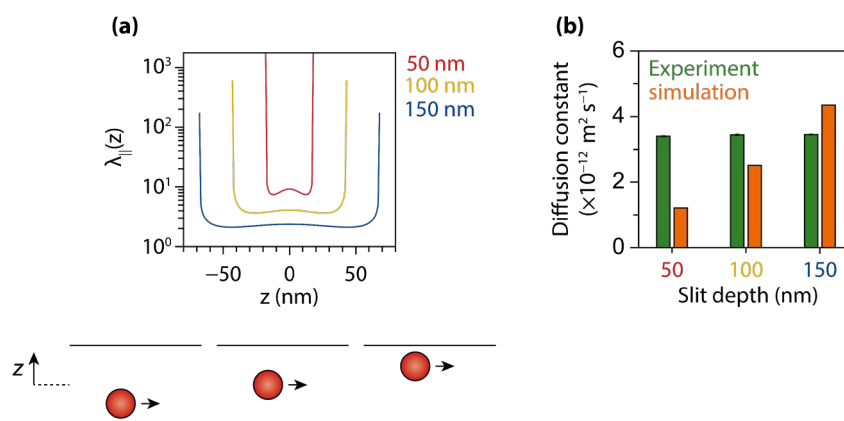 (a)
10³
10²
10¹
10⁰
λ||(z)
−50
0
50
z (nm)
50 nm
100 nm
150 nm
(b)
6
4
2
0
Diffusion constant
(×10⁻¹² m² s⁻¹)
Experiment
simulation
50
100
150
Slit depth (nm)
z